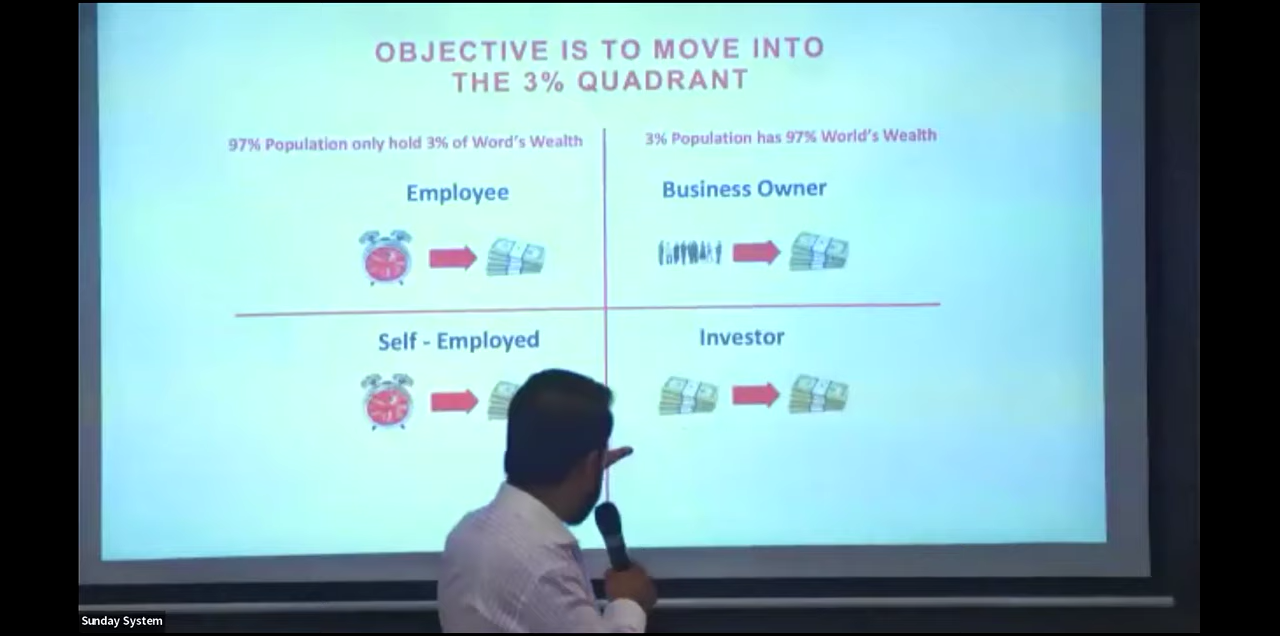 OBJECTIVE IS TO MOVE INTO
THE 3% QUADRANT
97% Population only hold 3% of Word's Wealth
3% Population has 97% World's Wealth
Employee
Business Owner
Self - Employed
Investor
Sunday System